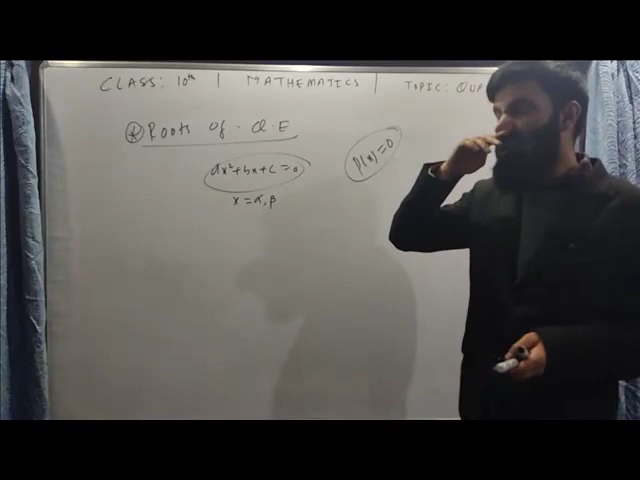 CLASS: 10th | MATHEMATICS | TOPIC: QUA
* Roots of. Q.E
ax²+bx+c=0
p(x)=0
x=α,β